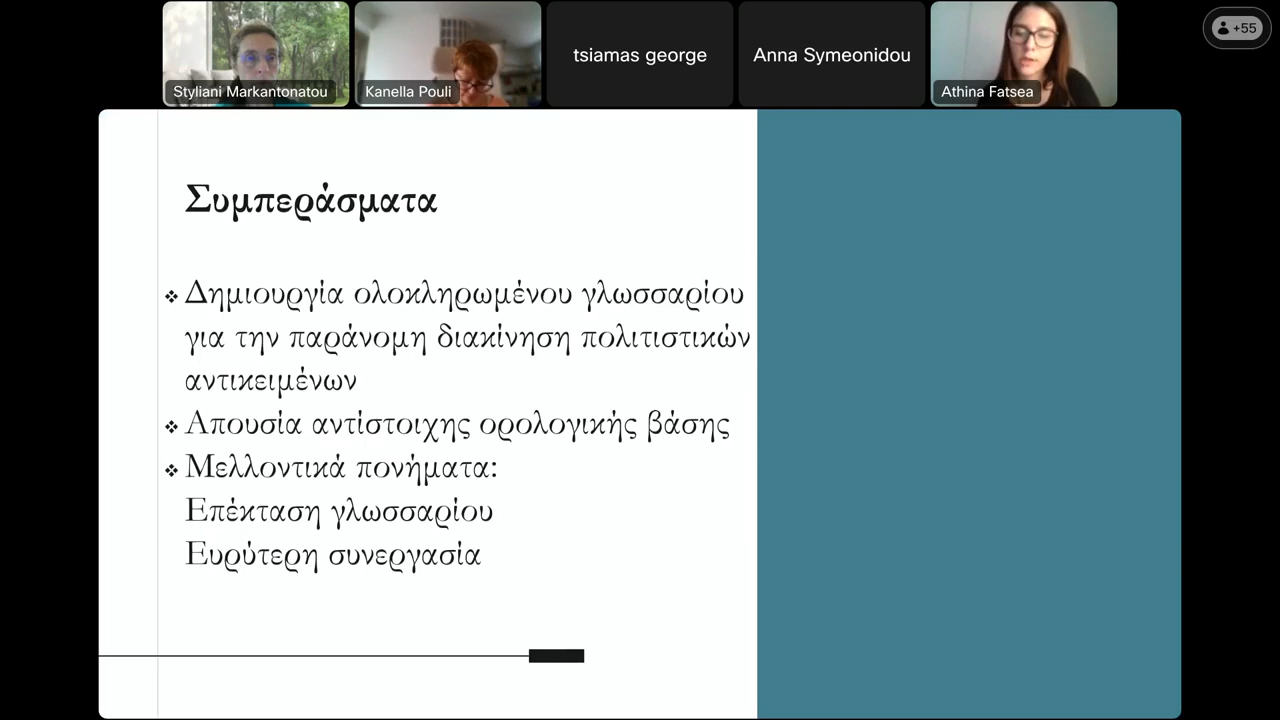 Styliani Markantonatou
Kanella Pouli
tsiamas george
Anna Symeonidou
Athina Fatsea
+55
Συμπεράσματα
❖ Δημιουργία ολοκληρωμένου γλωσσαρίου
για την παράνομη διακίνηση πολιτιστικών
αντικειμένων
❖ Απουσία αντίστοιχης ορολογικής βάσης
❖ Μελλοντικά πονήματα:
Επέκταση γλωσσαρίου
Ευρύτερη συνεργασία